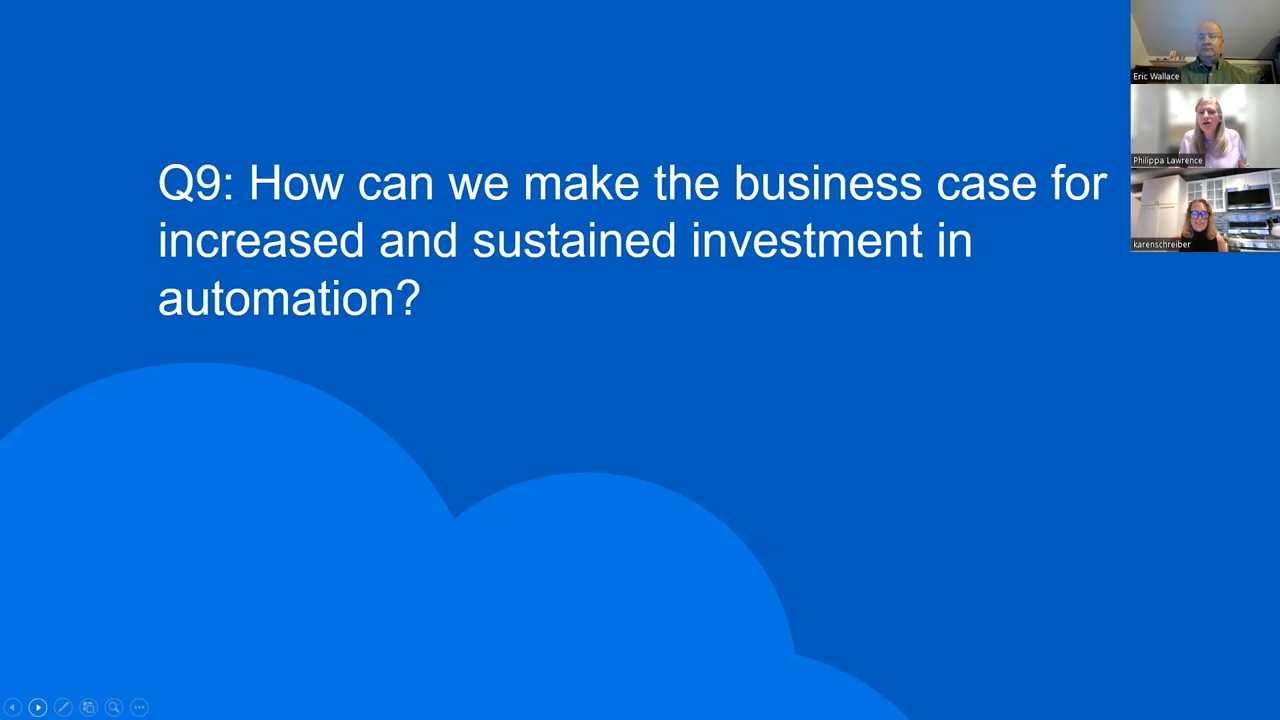 Q9: How can we make the business case for
increased and sustained investment in
automation?
Eric Wallace
Philippa Lawrence
karenschreiber